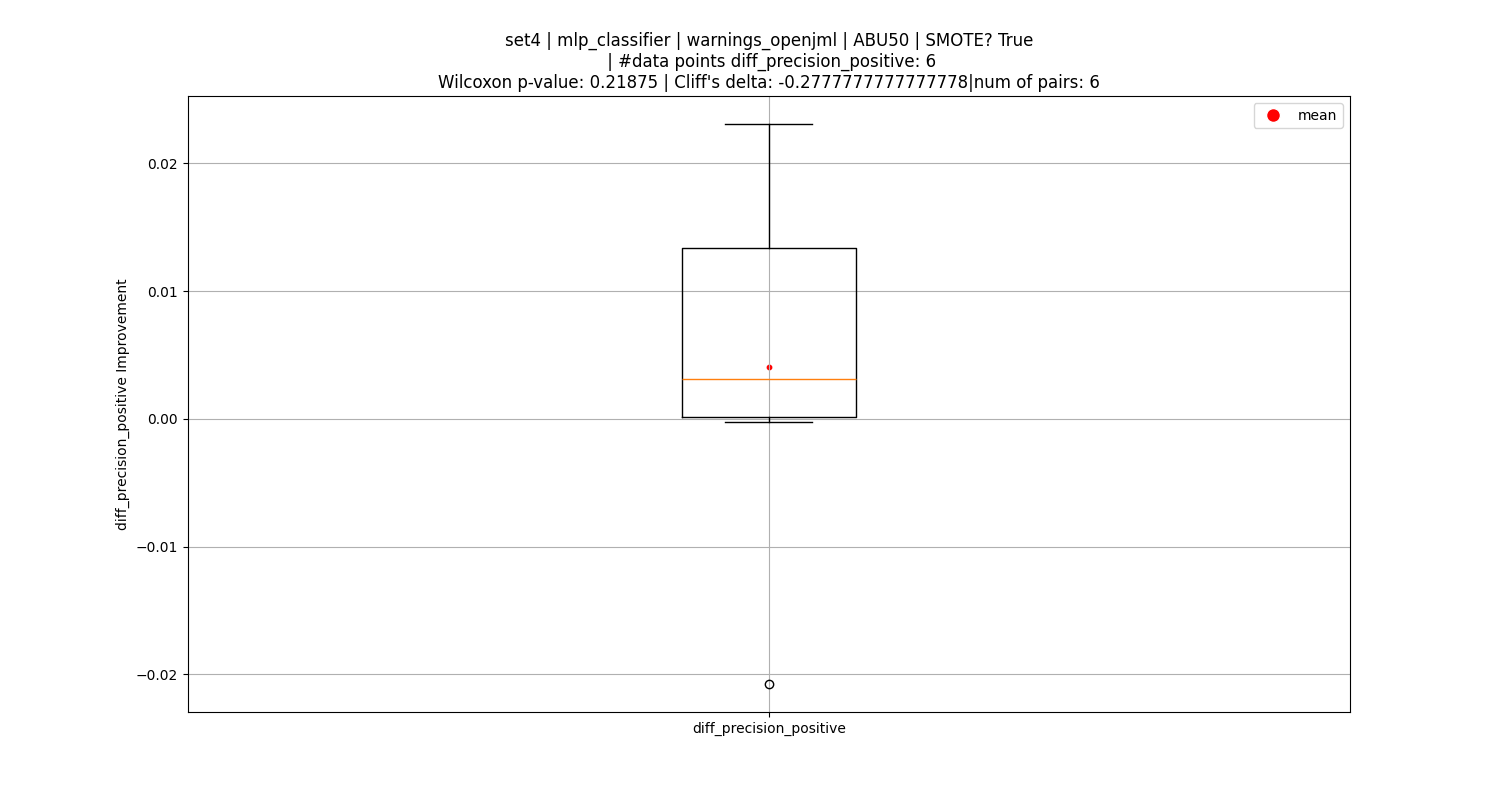 set4 | mlp_classifier | warnings_openjml | ABU50 | SMOTE? True
| #data points diff_precision_positive: 6
Wilcoxon p-value: 0.21875 | Cliff's delta: -0.2777777777777778|num of pairs: 6
mean
0.02
0.01
0.00
−0.01
−0.02
diff_precision_positive Improvement
diff_precision_positive